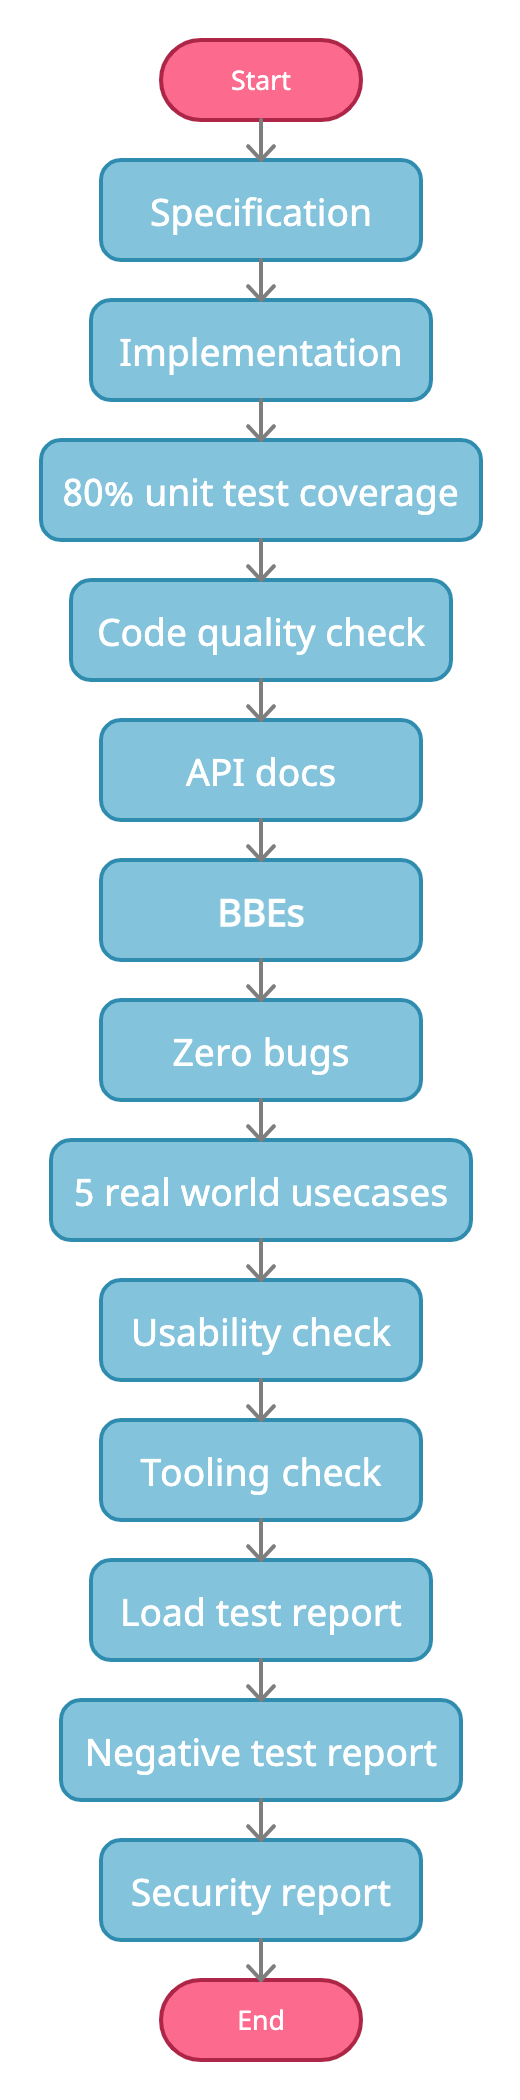 Start
Specification
Implementation
80% unit test coverage
Code quality check
API docs
BBEs
Zero bugs
5 real world usecases
Usability check
Tooling check
Load test report
Negative test report
Security report
End